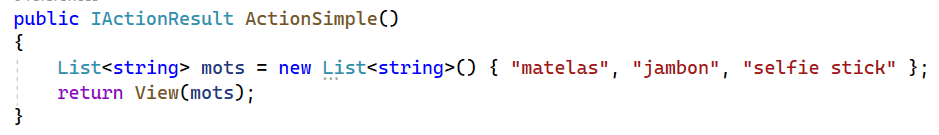 public IActionResult ActionSimple()
{
    List<string> mots = new List<string>() { "matelas", "jambon", "selfie stick" };
    return View(mots);
}